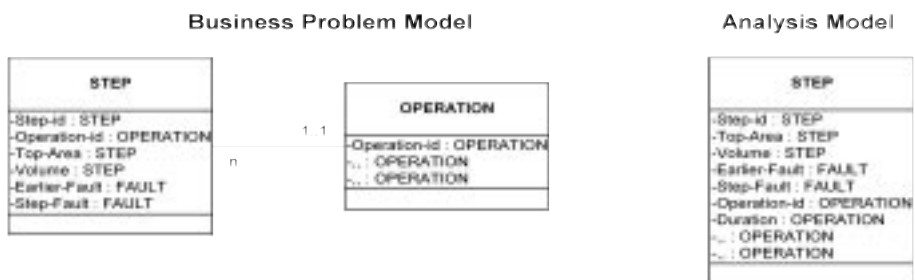 Business Problem Model
Analysis Model
STEP
-Step-id : STEP
-Operation-id : OPERATION
-Top-Area : STEP
-Volume : STEP
-Earlier-Fault : FAULT
-Step-Fault : FAULT
n
1..1
OPERATION
-Operation-id : OPERATION
-.. : OPERATION
-.. : OPERATION
STEP
-Step-id : STEP
-Top-Area : STEP
-Volume : STEP
-Earlier-Fault : FAULT
-Step-Fault : FAULT
-Operation-id : OPERATION
-Duration : OPERATION
-.. : OPERATION
-.. : OPERATION